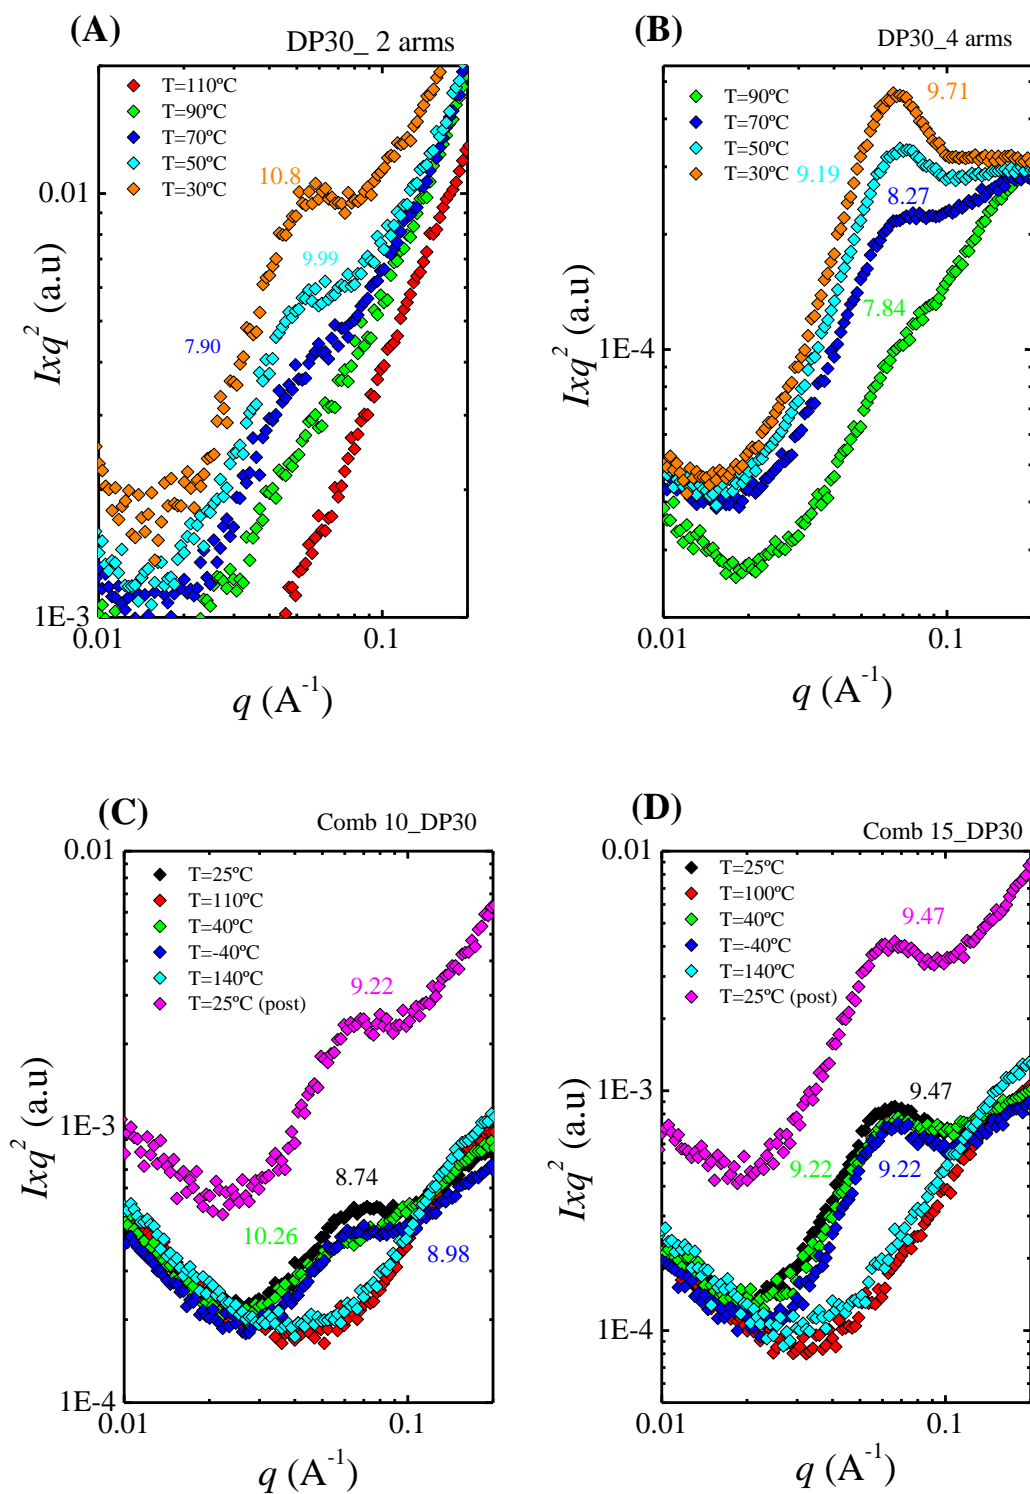 (A)
DP30_ 2 arms
T=110ºC
T=90ºC
T=70ºC
T=50ºC
T=30ºC
10.8
9.99
7.90
0.01
1E-3
0.01
0.1
Ixq² (a.u)
q (A⁻¹)
(B)
DP30_4 arms
T=90ºC
T=70ºC
T=50ºC
T=30ºC
9.71
9.19
8.27
7.84
1E-4
0.01
0.1
Ixq² (a.u)
q (A⁻¹)
(C)
Comb 10_DP30
T=25ºC
T=110ºC
T=40ºC
T=-40ºC
T=140ºC
T=25ºC (post)
9.22
8.74
10.26
8.98
0.01
1E-3
1E-4
0.01
0.1
Ixq² (a.u)
q (A⁻¹)
(D)
Comb 15_DP30
T=25ºC
T=100ºC
T=40ºC
T=-40ºC
T=140ºC
T=25ºC (post)
9.47
9.47
9.22
9.22
0.01
1E-3
1E-4
0.01
0.1
Ixq² (a.u)
q (A⁻¹)